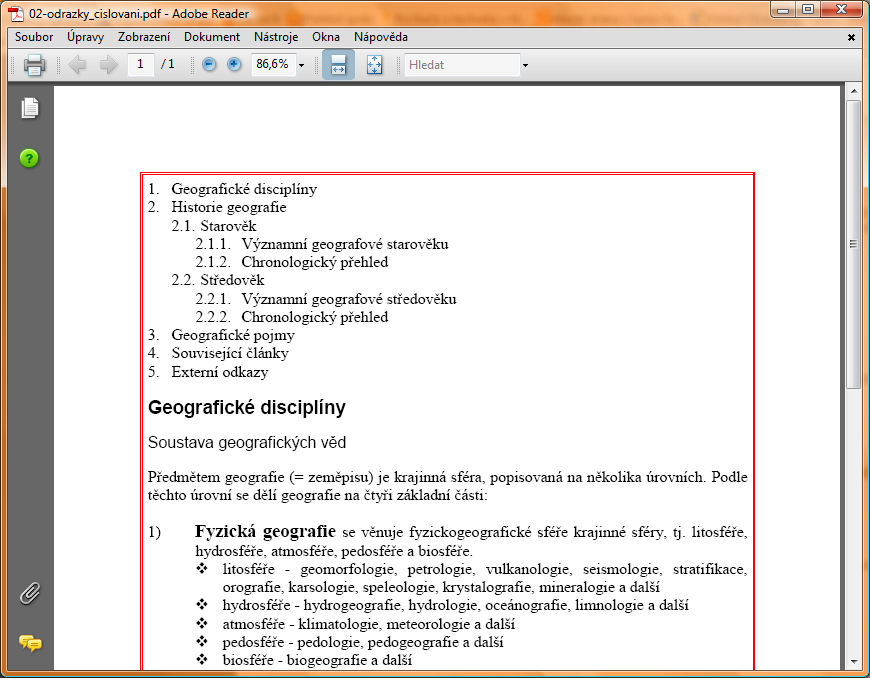 02-odrazky_cislovani.pdf - Adobe Reader
Soubor Úpravy Zobrazení Dokument Nástroje Okna Nápověda
1 / 1 86,6% Hledat
1. Geografické disciplíny
2. Historie geografie
2.1. Starověk
2.1.1. Významní geografové starověku
2.1.2. Chronologický přehled
2.2. Středověk
2.2.1. Významní geografové středověku
2.2.2. Chronologický přehled
3. Geografické pojmy
4. Související články
5. Externí odkazy
Geografické disciplíny
Soustava geografických věd
Předmětem geografie (= zeměpisu) je krajinná sféra, popisovaná na několika úrovních. Podle
těchto úrovní se dělí geografie na čtyři základní části:
1) Fyzická geografie se věnuje fyzickogeografické sféře krajinné sféry, tj. litosféře,
hydrosféře, atmosféře, pedosféře a biosféře.
❖ litosféře - geomorfologie, petrologie, vulkanologie, seismologie, stratifikace,
orografie, karsologie, speleologie, krystalografie, mineralogie a další
❖ hydrosféře - hydrogeografie, hydrologie, oceánografie, limnologie a další
❖ atmosféře - klimatologie, meteorologie a další
❖ pedosféře - pedologie, pedogeografie a další
❖ biosféře - biogeografie a další